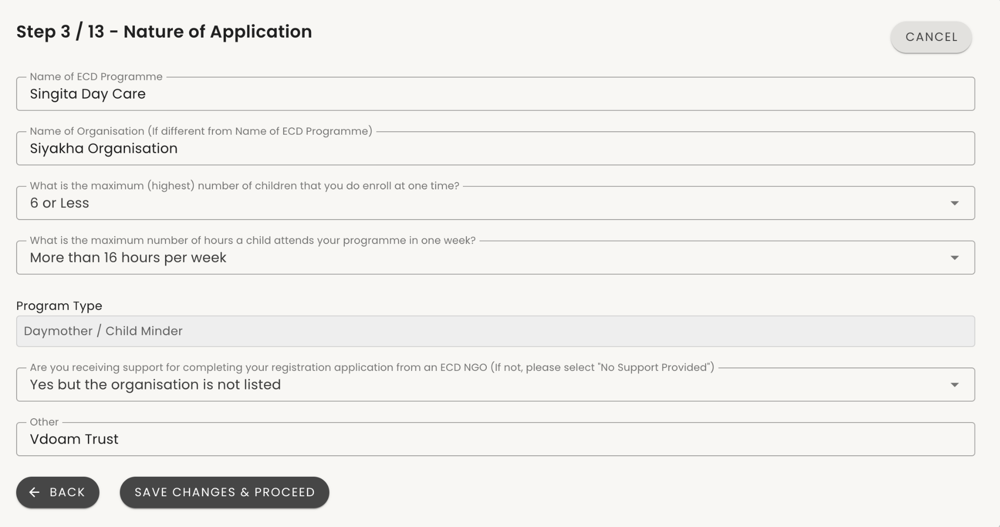 Step 3 / 13 - Nature of Application
CANCEL
Name of ECD Programme
Singita Day Care
Name of Organisation (If different from Name of ECD Programme)
Siyakha Organisation
What is the maximum (highest) number of children that you do enroll at one time?
6 or Less
What is the maximum number of hours a child attends your programme in one week?
More than 16 hours per week
Program Type
Daymother / Child Minder
Are you receiving support for completing your registration application from an ECD NGO (If not, please select "No Support Provided")
Yes but the organisation is not listed
Other
Vdoam Trust
BACK
SAVE CHANGES & PROCEED